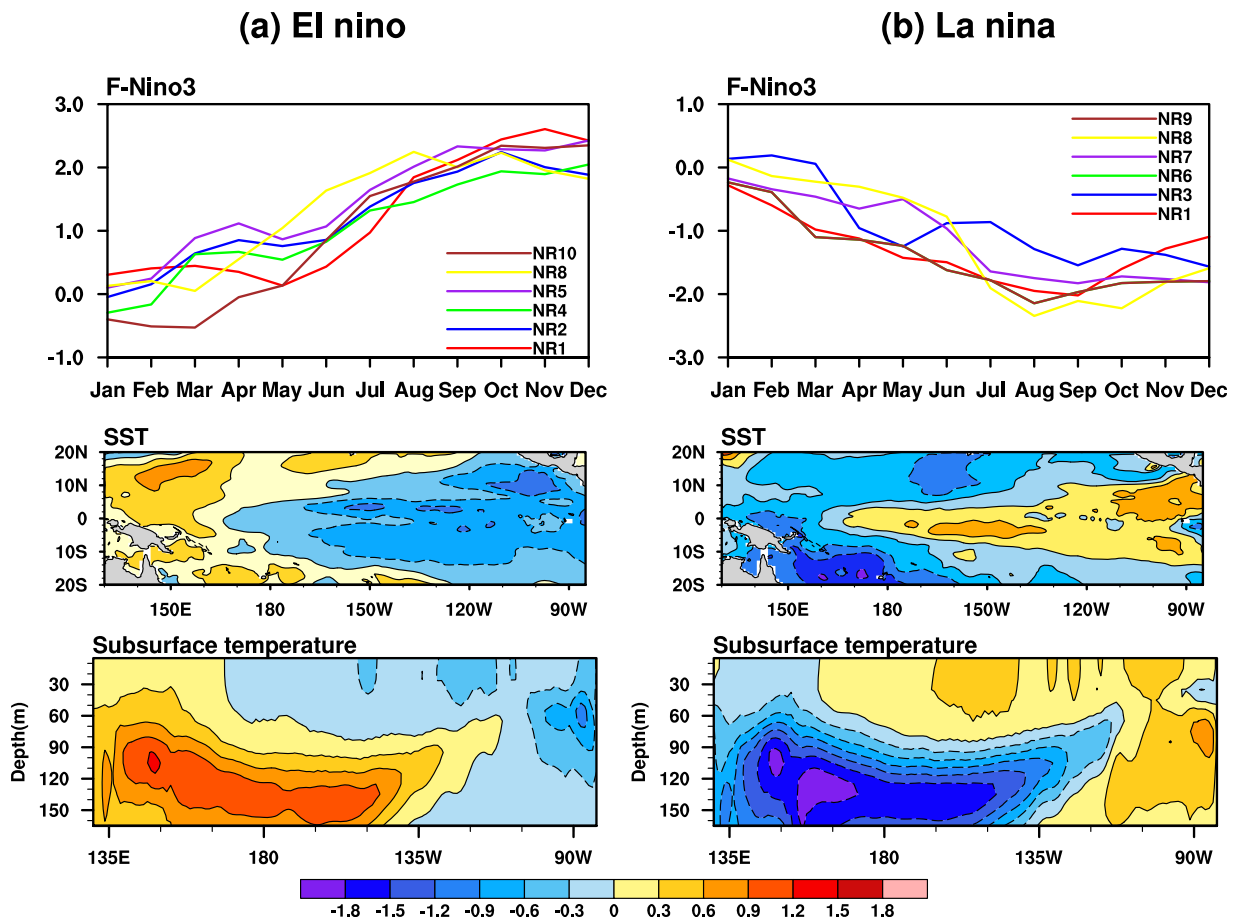 (a) El nino
(b) La nina
F-Nino3
3.0
2.0
1.0
0.0
-1.0
NR10
NR8
NR5
NR4
NR2
NR1
Jan Feb Mar Apr May Jun Jul Aug Sep Oct Nov Dec
F-Nino3
1.0
0.0
-1.0
-2.0
-3.0
NR9
NR8
NR7
NR6
NR3
NR1
Jan Feb Mar Apr May Jun Jul Aug Sep Oct Nov Dec
SST
20N
10N
0
10S
20S
150E 180 150W 120W 90W
SST
20N
10N
0
10S
20S
150E 180 150W 120W 90W
Subsurface temperature
Depth(m)
30
60
90
120
150
135E 180 135W 90W
Subsurface temperature
Depth(m)
30
60
90
120
150
135E 180 135W 90W
-1.8 -1.5 -1.2 -0.9 -0.6 -0.3 0 0.3 0.6 0.9 1.2 1.5 1.8